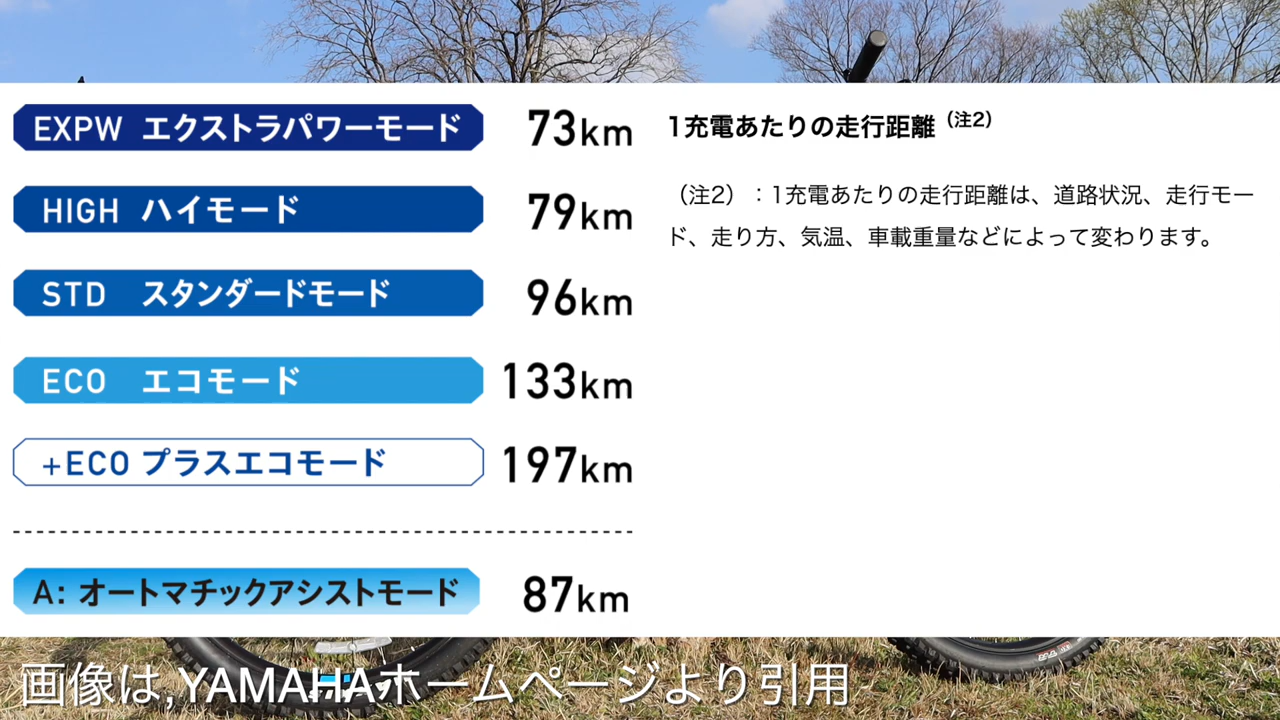 EXPW エクストラパワーモード 73km
HIGH ハイモード 79km
STD スタンダードモード 96km
ECO エコモード 133km
+ECO プラスエコモード 197km
A: オートマチックアシストモード 87km
1充電あたりの走行距離（注2）
（注2）：1充電あたりの走行距離は、道路状況、走行モー
ド、走り方、気温、車載重量などによって変わります。
画像は,YAMAHAホームページより引用